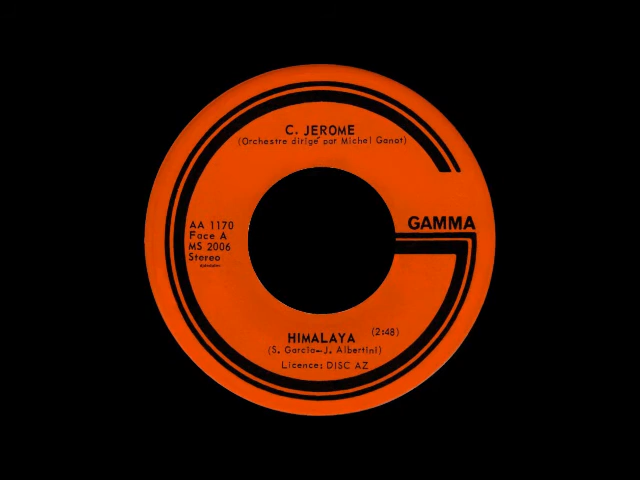 C. JEROME
(Orchestre dirigé par Michel Ganot)
GAMMA
AA 1170
Face A
MS 2006
Stereo
HIMALAYA (2:48)
(S. Garcia-J. Albertini)
Licence: DISC AZ